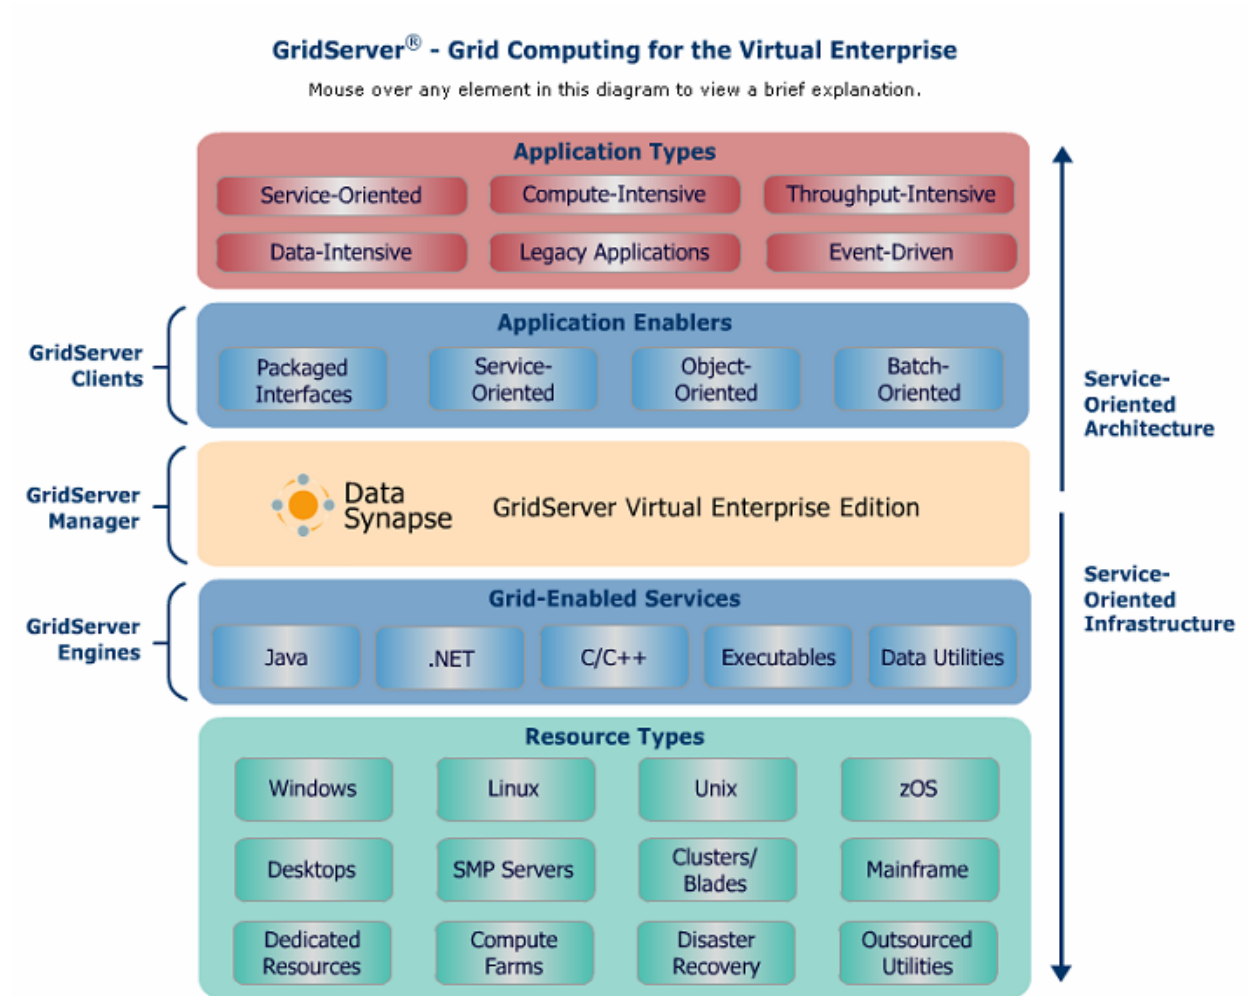 GridServer® - Grid Computing for the Virtual Enterprise
Mouse over any element in this diagram to view a brief explanation.
Application Types
Service-Oriented
Compute-Intensive
Throughput-Intensive
Data-Intensive
Legacy Applications
Event-Driven
GridServer
Clients
Application Enablers
Packaged
Interfaces
Service-
Oriented
Object-
Oriented
Batch-
Oriented
Service-
Oriented
Architecture
GridServer
Manager
Data
Synapse
GridServer Virtual Enterprise Edition
GridServer
Engines
Grid-Enabled Services
Java
.NET
C/C++
Executables
Data Utilities
Service-
Oriented
Infrastructure
Resource Types
Windows
Linux
Unix
zOS
Desktops
SMP Servers
Clusters/
Blades
Mainframe
Dedicated
Resources
Compute
Farms
Disaster
Recovery
Outsourced
Utilities